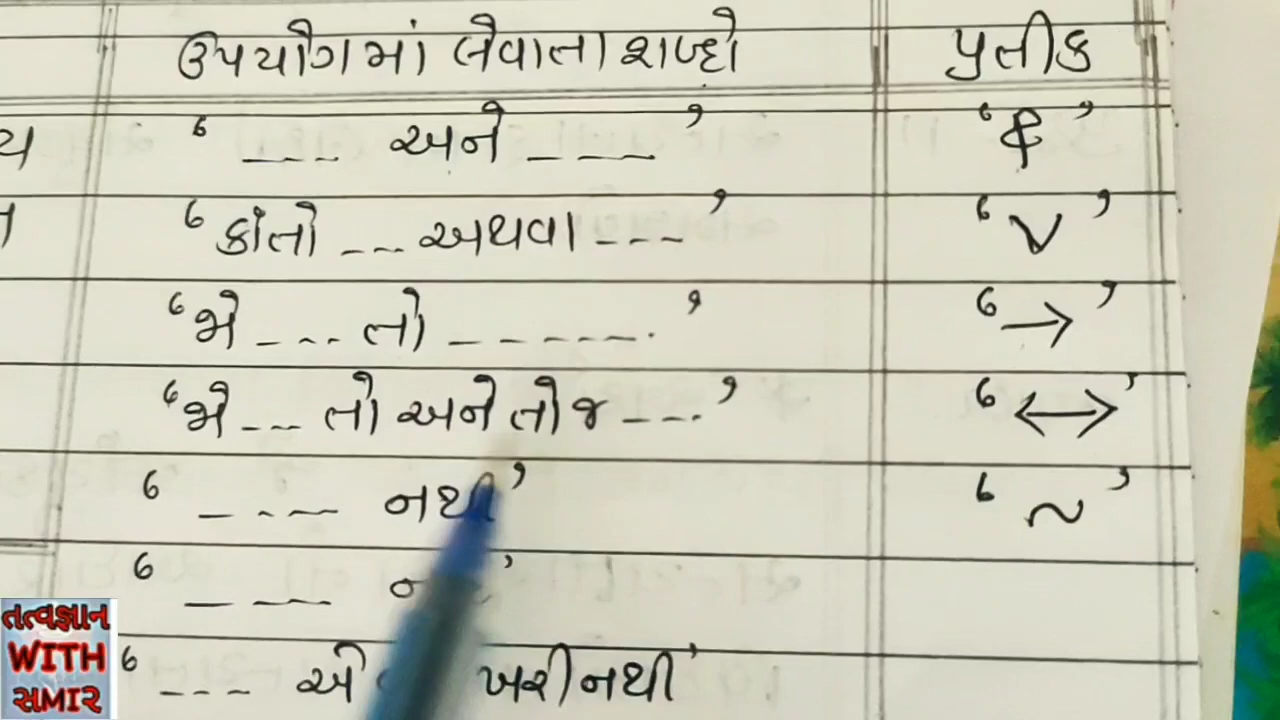 ઉપયોગમાં લેવાતા શબ્દો પ્રતીક
ય ‘ _ _ _ અને _ _ _ ’ ‘&’
‘કાંતો _ _ _ અથવા _ _ _ ’ ‘∨’
‘જો _ _ _ તો _ _ _ _ _ _ . ’ ‘→’
‘જો _ _ _ તો અને તો જ _ _ _ ’ ‘↔’
‘ _ _ _ _ નથી’ ‘~’
‘ _ _ _ _ ’
‘ _ _ _ ખરી નથી’
તત્વજ્ઞાન
WITH
સમીર